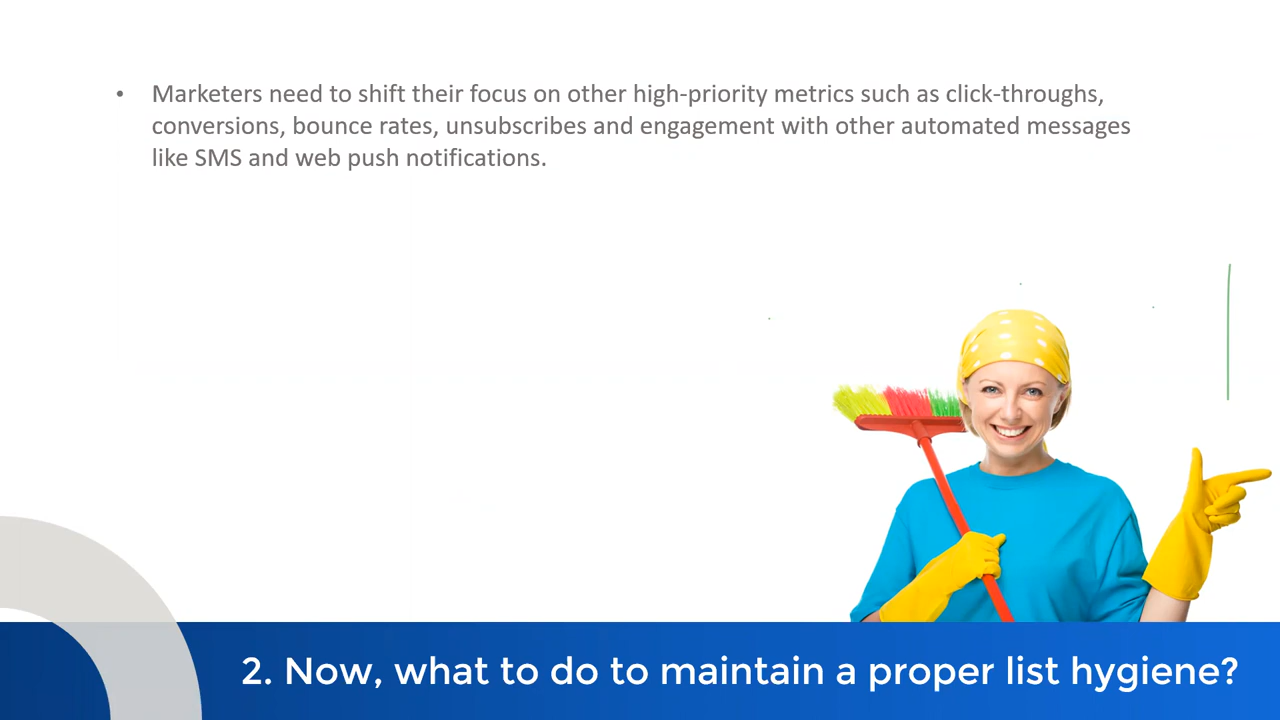 • Marketers need to shift their focus on other high-priority metrics such as click-throughs,
conversions, bounce rates, unsubscribes and engagement with other automated messages
like SMS and web push notifications.
2. Now, what to do to maintain a proper list hygiene?